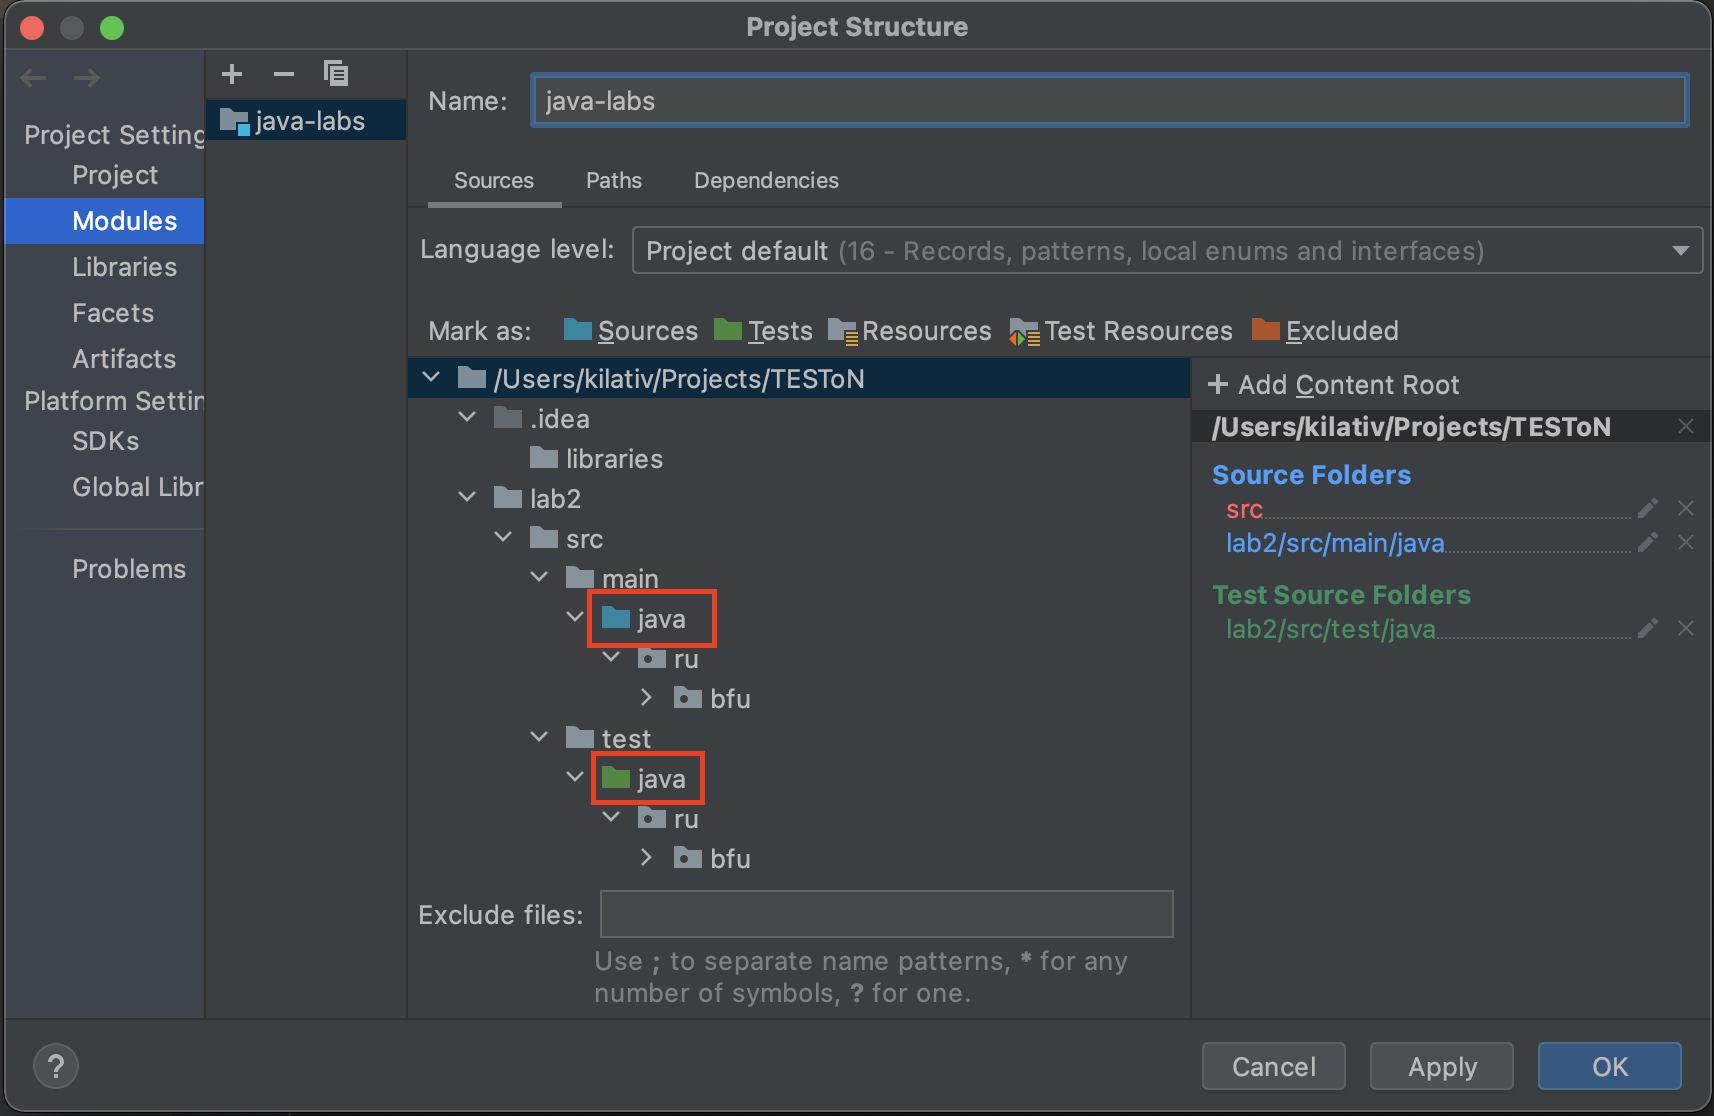 Project Structure
Project Setting
Project
Modules
Libraries
Facets
Artifacts
Platform Settin
SDKs
Global Libr
Problems
java-labs
Name: java-labs
Sources Paths Dependencies
Language level: Project default (16 - Records, patterns, local enums and interfaces)
Mark as: Sources Tests Resources Test Resources Excluded
/Users/kilativ/Projects/TESToN
.idea
libraries
lab2
src
main
java
ru
bfu
test
java
ru
bfu
Exclude files:
Use ; to separate name patterns, * for any
number of symbols, ? for one.
+ Add Content Root
/Users/kilativ/Projects/TESToN
Source Folders
src
lab2/src/main/java
Test Source Folders
lab2/src/test/java
?
Cancel Apply OK